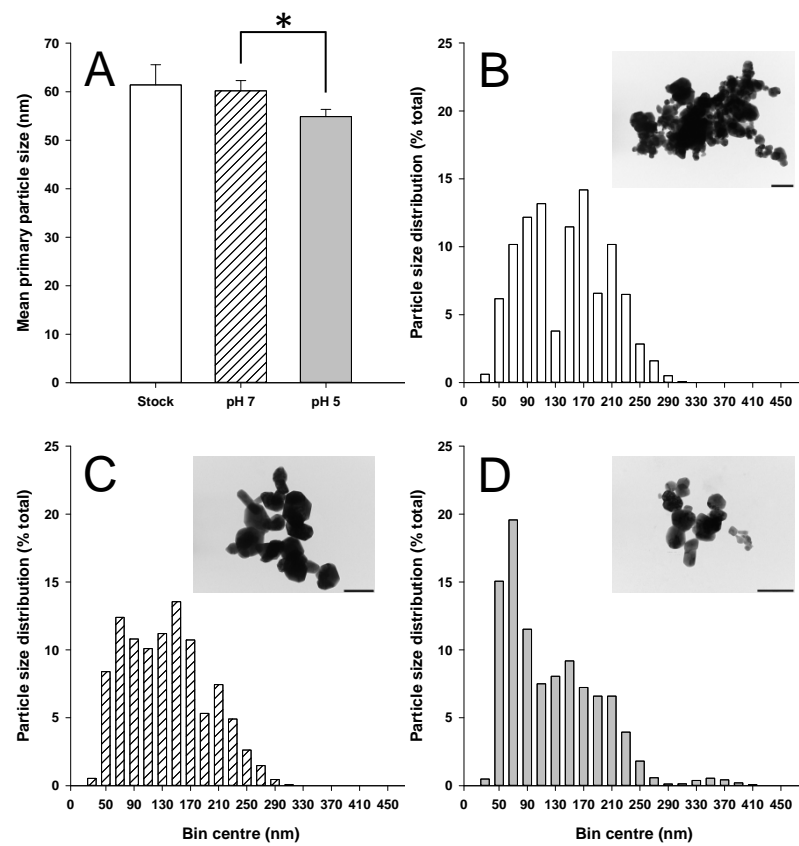 *
A
Mean primary particle size (nm)
70
60
50
40
30
20
10
0
Stock pH 7 pH 5
B
Particle size distribution (% total)
25
20
15
10
5
0
0 50 90 130 170 210 250 290 330 370 410 450
C
Particle size distribution (% total)
25
20
15
10
5
0
0 50 90 130 170 210 250 290 330 370 410 450
Bin centre (nm)
D
Particle size distribution (% total)
25
20
15
10
5
0
0 50 90 130 170 210 250 290 330 370 410 450
Bin centre (nm)